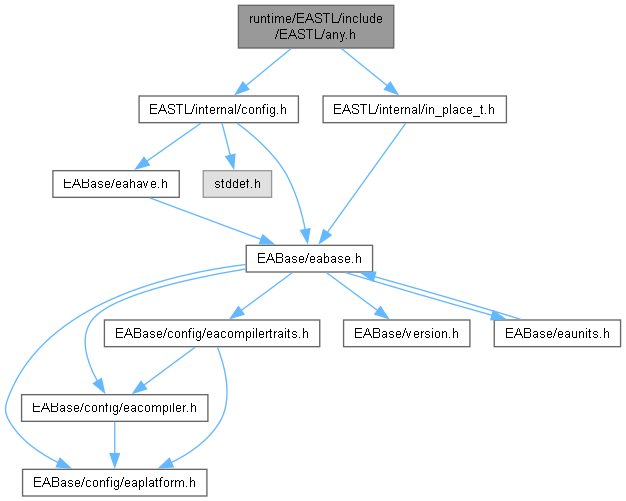 runtime/EASTL/include
/EASTL/any.h
EASTL/internal/config.h
EASTL/internal/in_place_t.h
EABase/eahave.h
stddef.h
EABase/eabase.h
EABase/config/eacompilertraits.h
EABase/version.h
EABase/eaunits.h
EABase/config/eacompiler.h
EABase/config/eaplatform.h